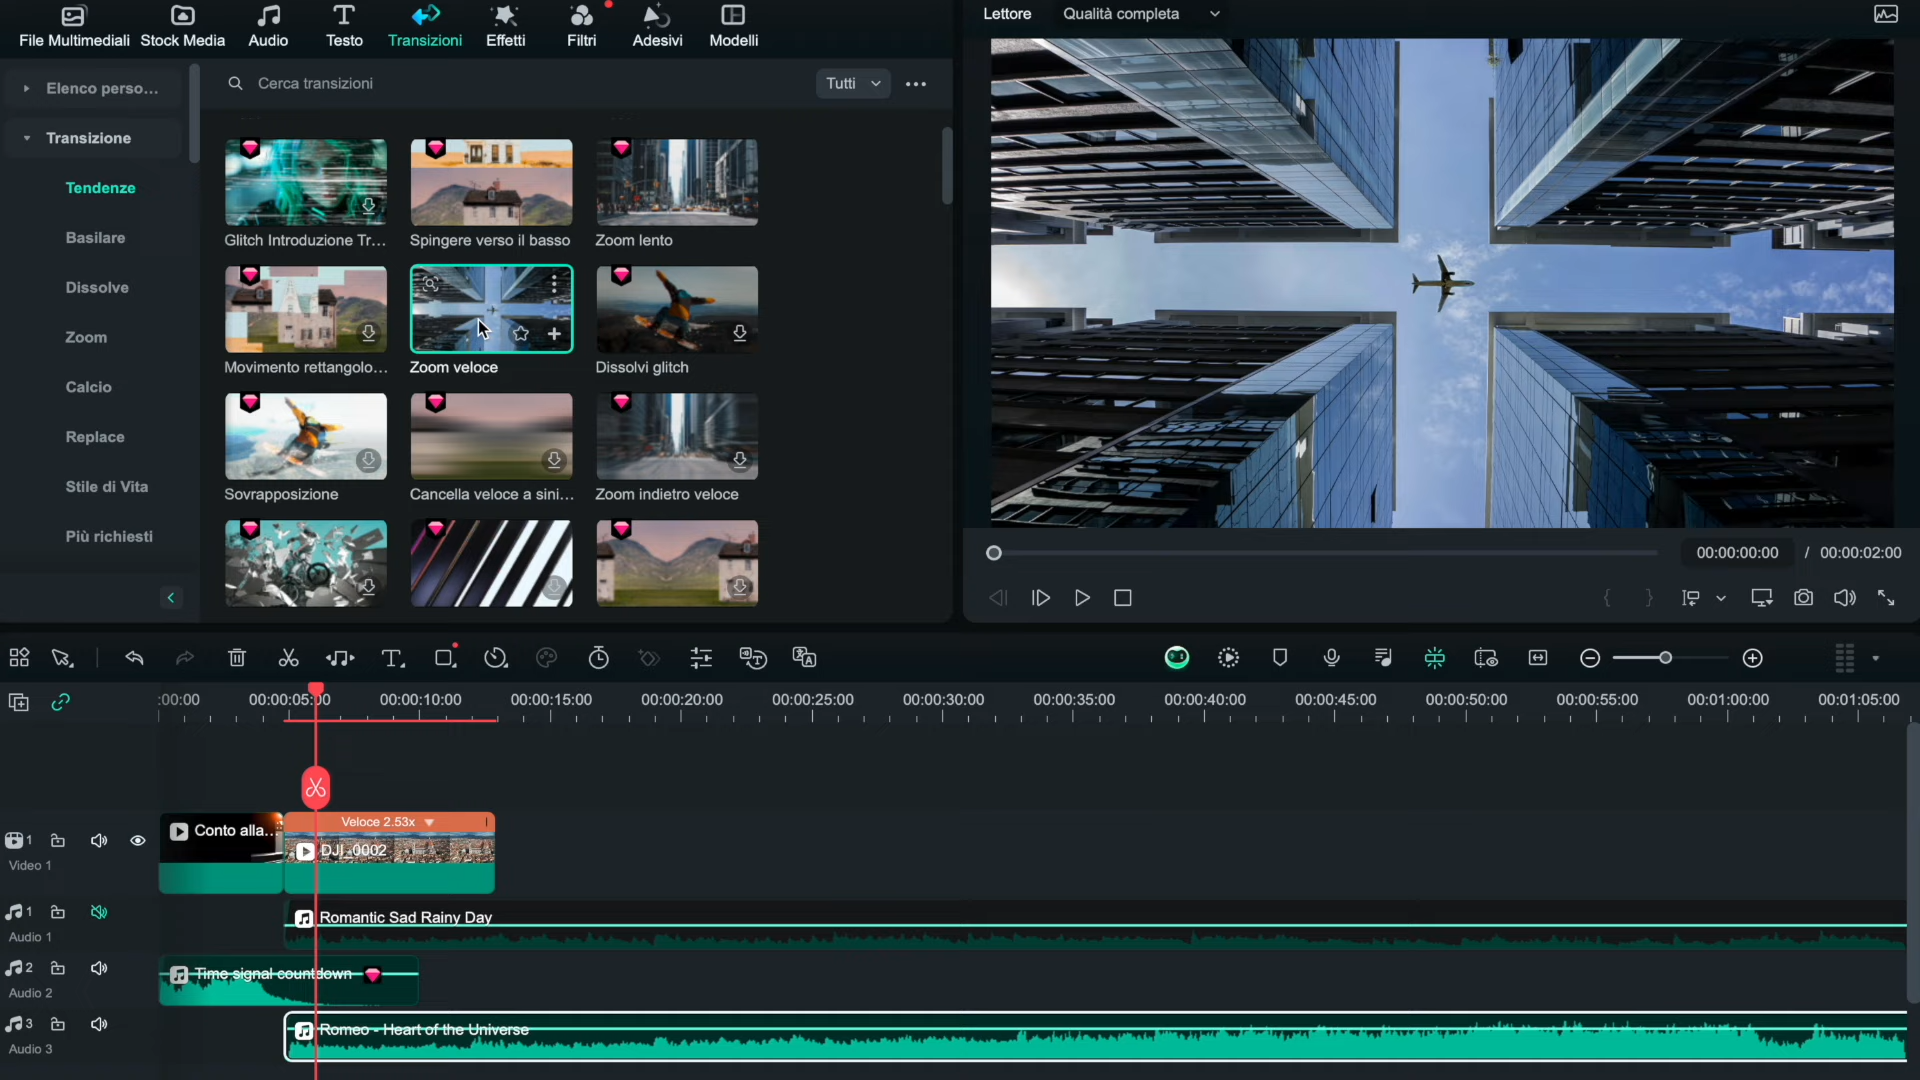 File Multimediali
Stock Media
Audio
Testo
Transizioni
Effetti
Filtri
Adesivi
Modelli
Lettore
Qualità completa
Elenco perso...
Transizione
Tendenze
Basilare
Dissolve
Zoom
Calcio
Replace
Stile di Vita
Più richiesti
Cerca transizioni
Tutti
Glitch Introduzione Tr...
Spingere verso il basso
Zoom lento
Movimento rettangolo...
Zoom veloce
Dissolvi glitch
Sovrapposizione
Cancella veloce a sini...
Zoom indietro veloce
00:00:00:00 / 00:00:02:00
:00:00
00:00:05:00
00:00:10:00
00:00:15:00
00:00:20:00
00:00:25:00
00:00:30:00
00:00:35:00
00:00:40:00
00:00:45:00
00:00:50:00
00:00:55:00
00:01:00:00
00:01:05:00
1
Video 1
Conto alla...
Veloce 2.53x
DJI_0002
1
Audio 1
Romantic Sad Rainy Day
2
Audio 2
Time signal countdown
3
Audio 3
Romeo - Heart of the Universe